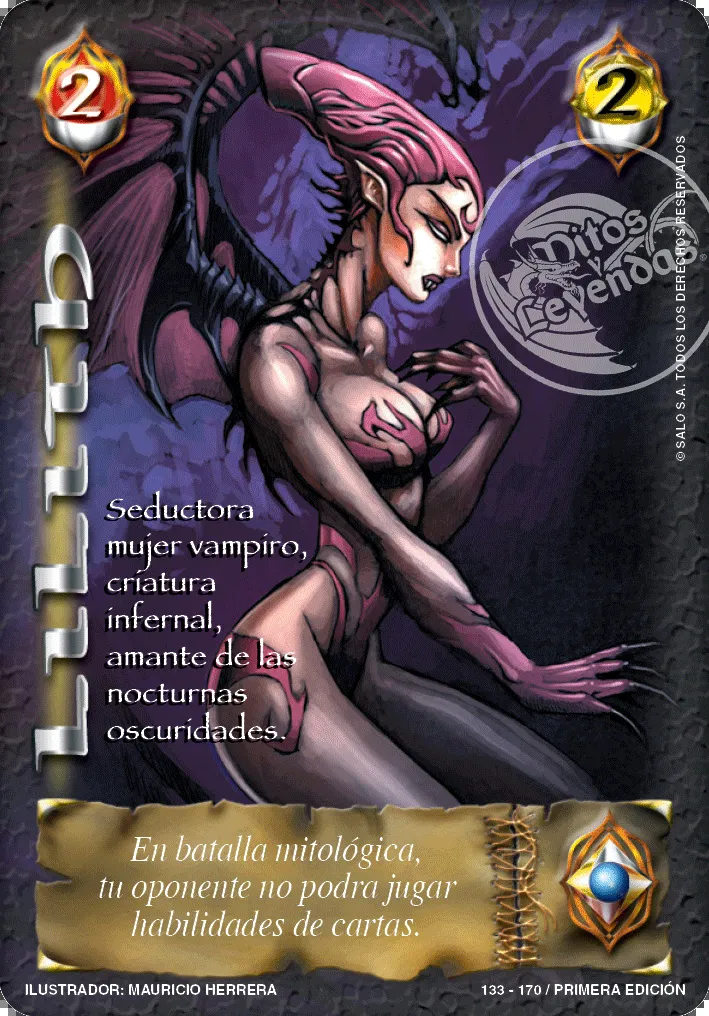 2
2
Mitos
y
Leyendas
®
© SALO S.A. TODOS LOS DERECHOS RESERVADOS
Lilith
Seductora
mujer vampiro,
criatura
infernal,
amante de las
nocturnas
oscuridades.
En batalla mitológica,
tu oponente no podra jugar
habilidades de cartas.
ILUSTRADOR: MAURICIO HERRERA
133 - 170 / PRIMERA EDICIÓN